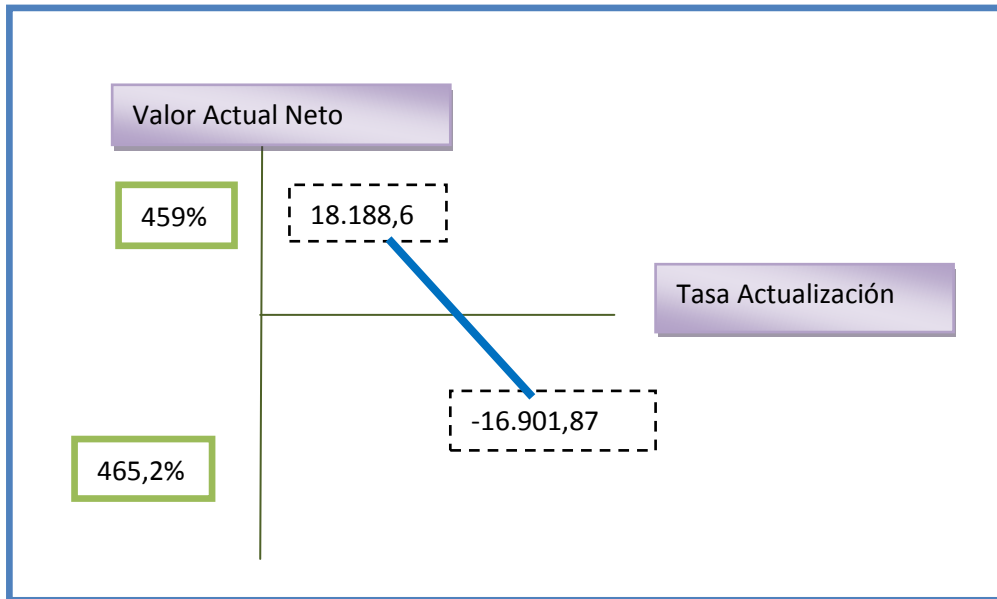 Valor Actual Neto
459%
18.188,6
Tasa Actualización
-16.901,87
465,2%